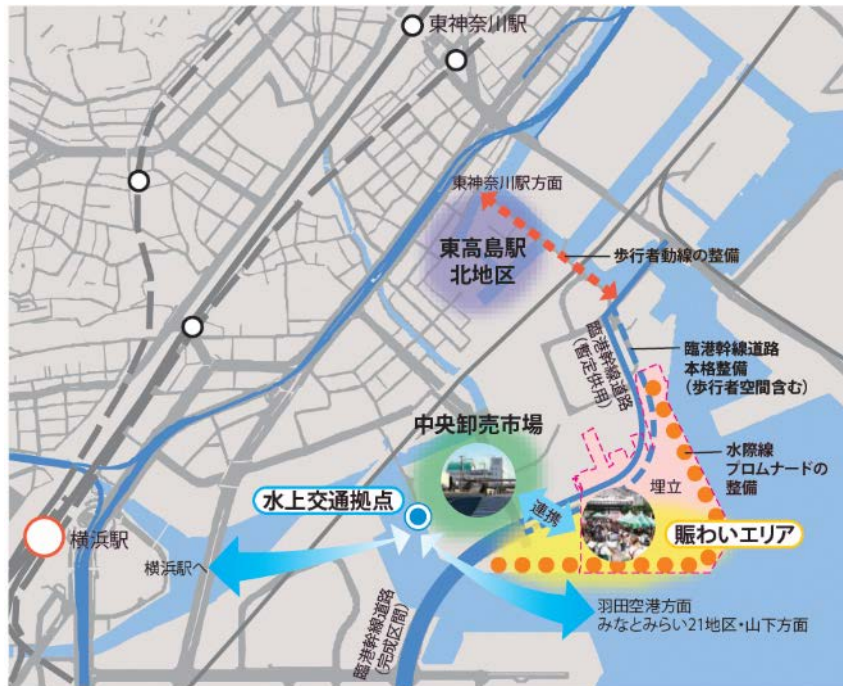 東神奈川駅
東神奈川駅方面
東高島駅
北地区
歩行者動線の整備
臨港幹線道路
(暫定供用)
臨港幹線道路
本格整備
(歩行者空間含む)
中央卸売市場
水際線
プロムナードの
整備
埋立
水上交通拠点
連携
賑わいエリア
横浜駅
横浜駅へ
臨港幹線道路
(完成区間)
羽田空港方面
みなとみらい21地区・山下方面